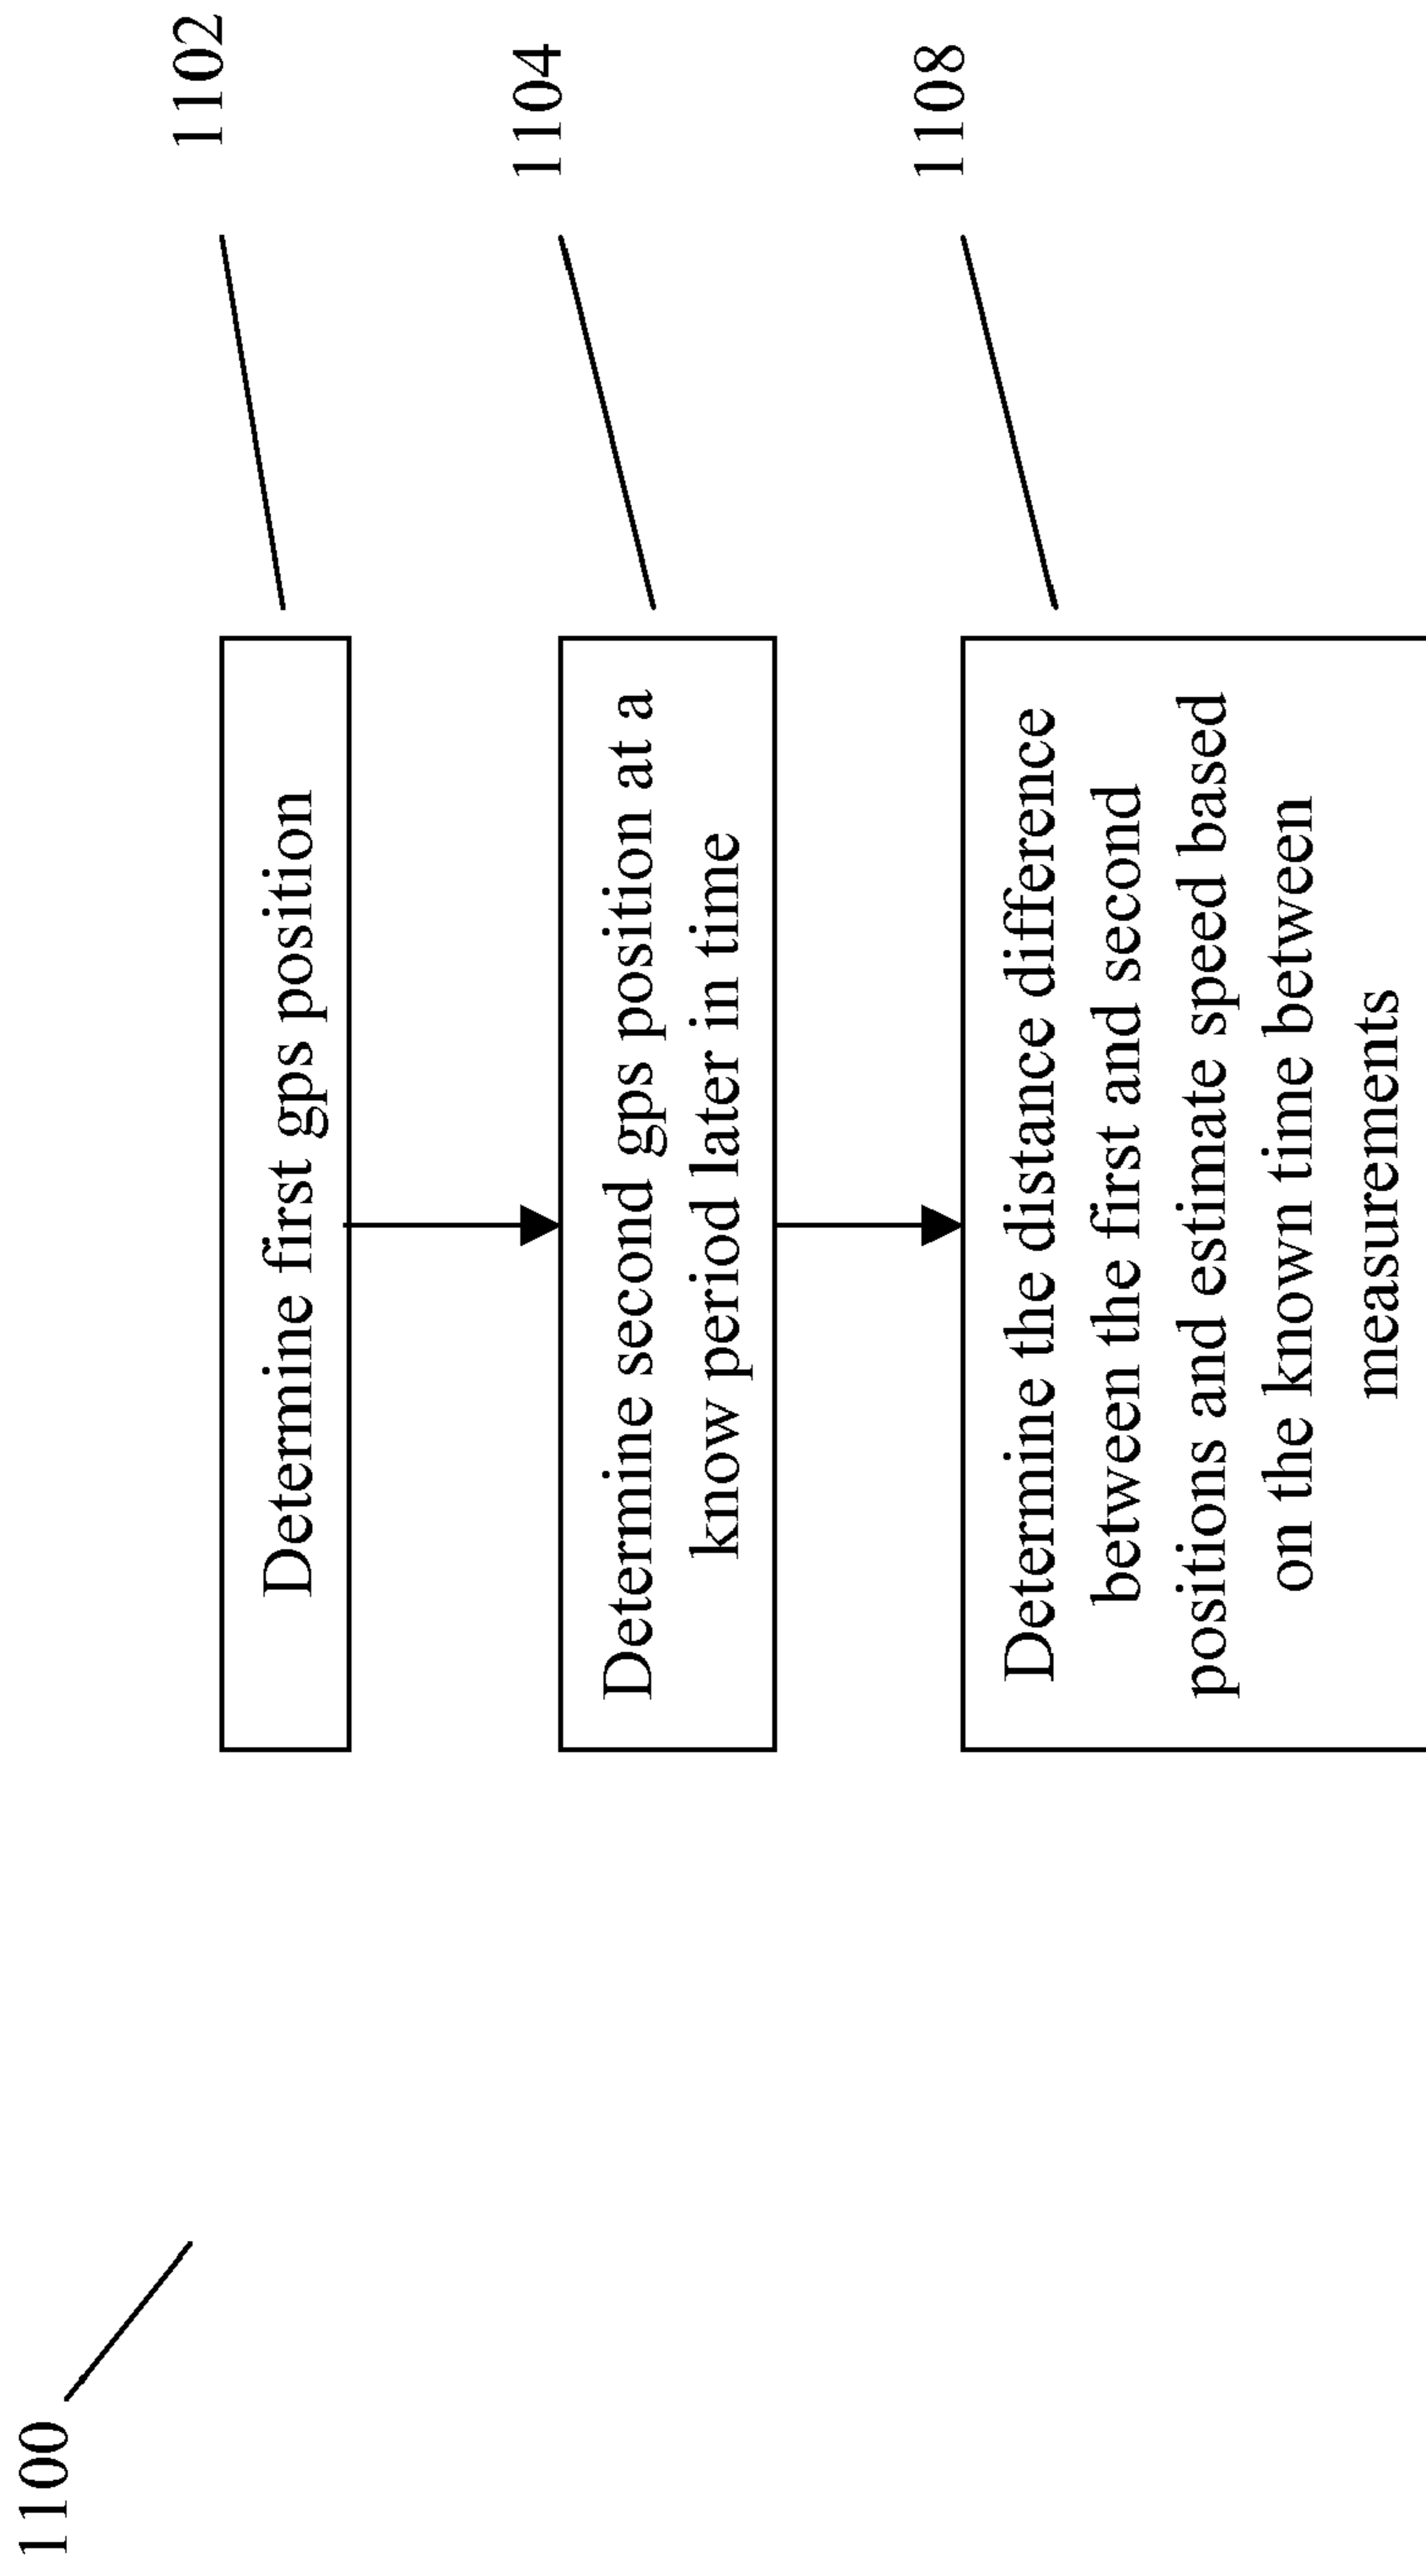 1100
1102
Determine first gps position
1104
Determine second gps position at a
know period later in time
1108
Determine the distance difference
between the first and second
positions and estimate speed based
on the known time between
measurements